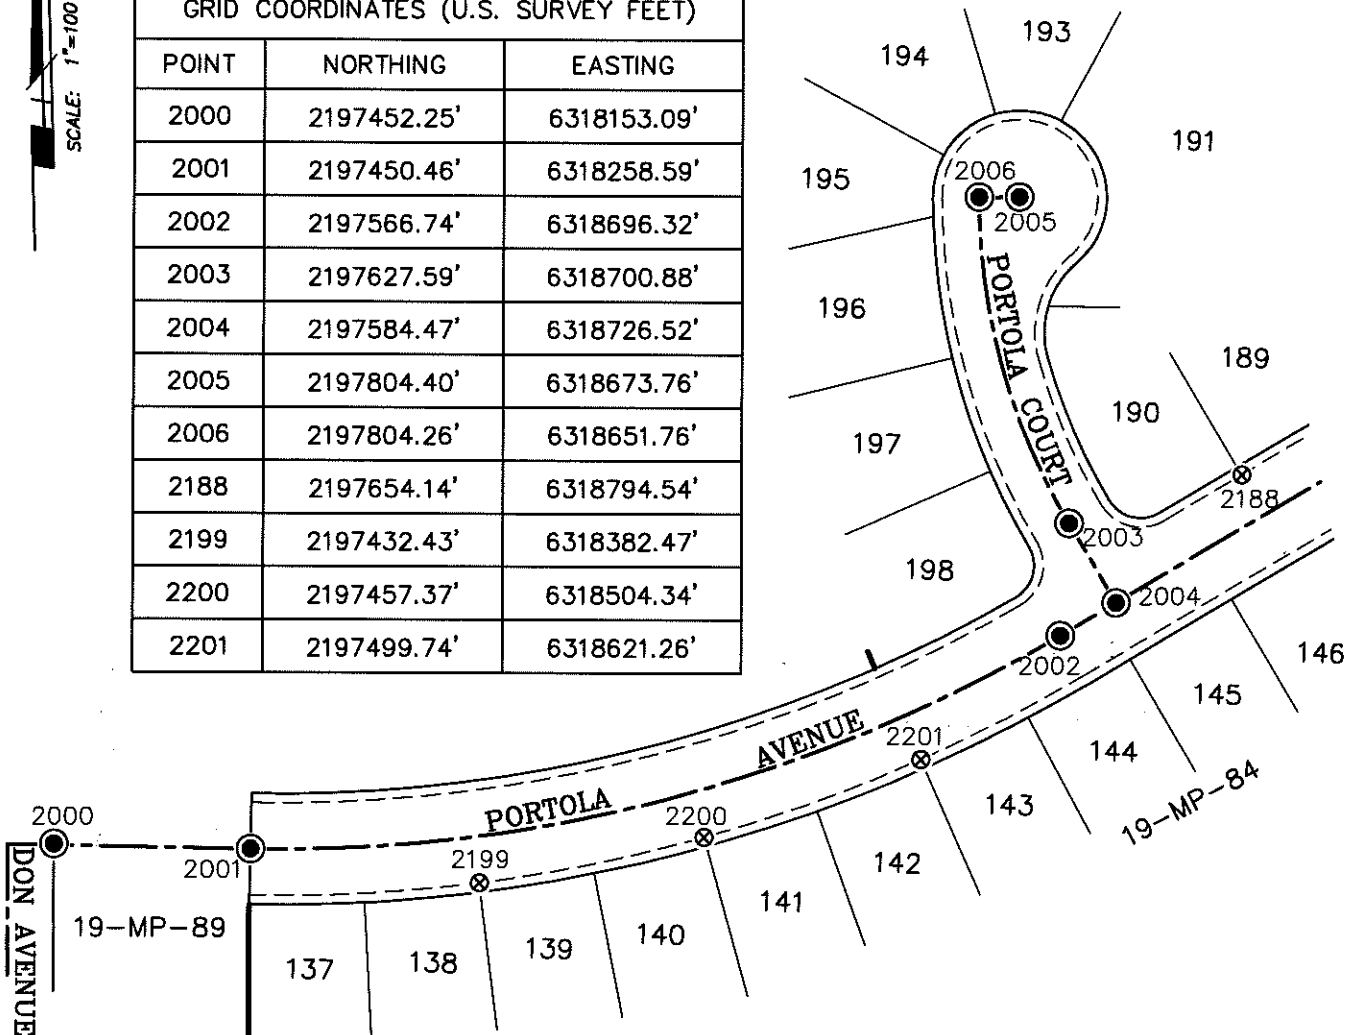 SCALE: 1"=100
GRID COORDINATES (U.S. SURVEY FEET)
POINT NORTHING EASTING
2000 2197452.25' 6318153.09'
2001 2197450.46' 6318258.59'
2002 2197566.74' 6318696.32'
2003 2197627.59' 6318700.88'
2004 2197584.47' 6318726.52'
2005 2197804.40' 6318673.76'
2006 2197804.26' 6318651.76'
2188 2197654.14' 6318794.54'
2199 2197432.43' 6318382.47'
2200 2197457.37' 6318504.34'
2201 2197499.74' 6318621.26'
193
194
191
195
2006
2005
196
PORTOLA COURT
189
190
197
2188
2003
198
2004
2002
146
145
144
2201
PORTOLA AVENUE
143
19-MP-84
2000
2200
2001
2199
142
141
19-MP-89
140
139
138
137
DON AVENUE